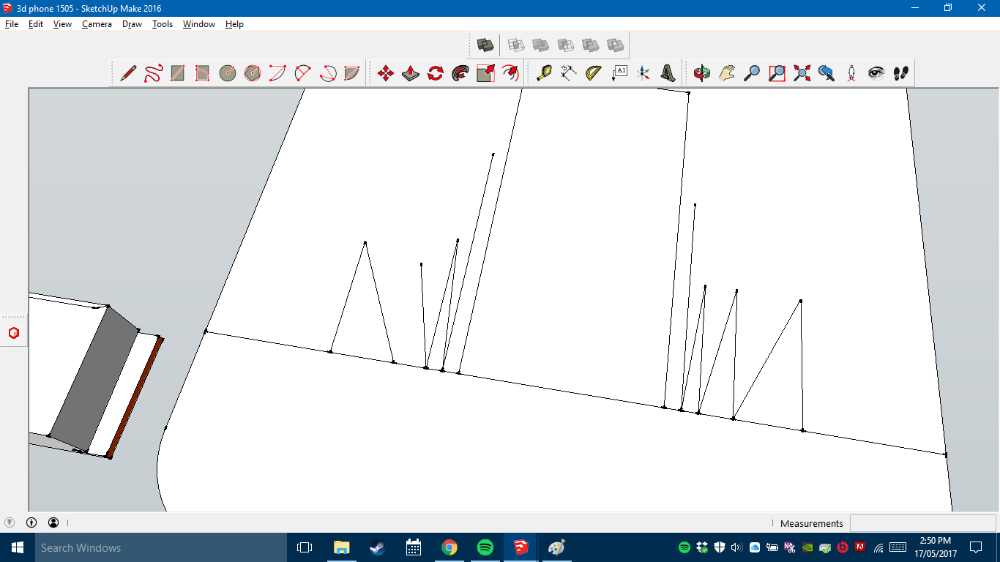 3d phone 1505 - SketchUp Make 2016
File Edit View Camera Draw Tools Window Help
A1
Measurements
Search Windows
2:50 PM
17/05/2017